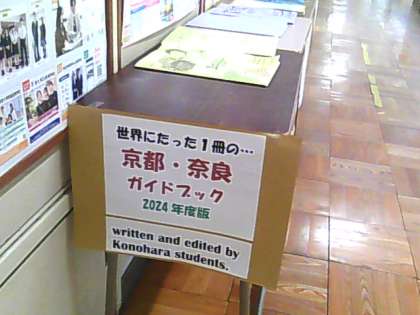 世界にたった1冊の…
京都・奈良
ガイドブック
2024年度版
written and edited by
Konohara students.